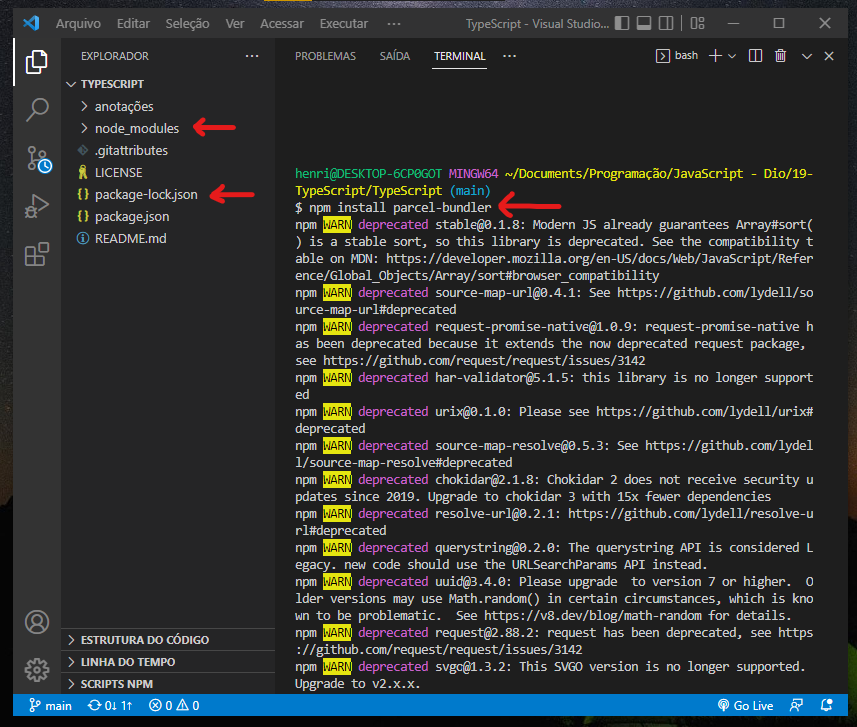 Arquivo Editar Seleção Ver Acessar Executar ··· TypeScript - Visual Studio...
EXPLORADOR ···
TYPESCRIPT
anotações
node_modules
.gitattributes
LICENSE
package-lock.json
package.json
README.md
ESTRUTURA DO CÓDIGO
LINHA DO TEMPO
SCRIPTS NPM
PROBLEMAS SAÍDA TERMINAL ··· bash
henri@DESKTOP-6CP0GOT MINGW64 ~/Documents/Programação/JavaScript - Dio/19-
TypeScript/TypeScript (main)
$ npm install parcel-bundler
npm WARN deprecated stable@0.1.8: Modern JS already guarantees Array#sort(
) is a stable sort, so this library is deprecated. See the compatibility t
able on MDN: https://developer.mozilla.org/en-US/docs/Web/JavaScript/Refer
ence/Global_Objects/Array/sort#browser_compatibility
npm WARN deprecated source-map-url@0.4.1: See https://github.com/lydell/so
urce-map-url#deprecated
npm WARN deprecated request-promise-native@1.0.9: request-promise-native h
as been deprecated because it extends the now deprecated request package,
see https://github.com/request/request/issues/3142
npm WARN deprecated har-validator@5.1.5: this library is no longer support
ed
npm WARN deprecated urix@0.1.0: Please see https://github.com/lydell/urix#
deprecated
npm WARN deprecated source-map-resolve@0.5.3: See https://github.com/lydel
l/source-map-resolve#deprecated
npm WARN deprecated chokidar@2.1.8: Chokidar 2 does not receive security u
pdates since 2019. Upgrade to chokidar 3 with 15x fewer dependencies
npm WARN deprecated resolve-url@0.2.1: https://github.com/lydell/resolve-u
rl#deprecated
npm WARN deprecated querystring@0.2.0: The querystring API is considered L
egacy. new code should use the URLSearchParams API instead.
npm WARN deprecated uuid@3.4.0: Please upgrade  to version 7 or higher.  O
lder versions may use Math.random() in certain circumstances, which is kno
wn to be problematic.  See https://v8.dev/blog/math-random for details.
npm WARN deprecated request@2.88.2: request has been deprecated, see https
://github.com/request/request/issues/3142
npm WARN deprecated svgo@1.3.2: This SVGO version is no longer supported.
Upgrade to v2.x.x.
main 0↓ 1↑ 0 0 Go Live